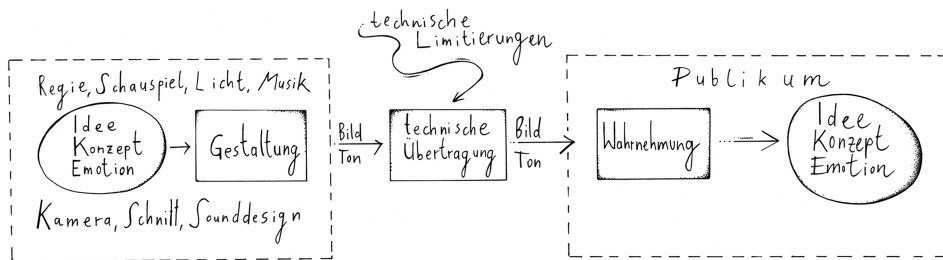 technische
Limitierungen
Regie, Schauspiel, Licht, Musik
Idee
Konzept
Emotion
Gestaltung
Kamera, Schnitt, Sounddesign
Bild
Ton
technische
Übertragung
Bild
Ton
Publikum
Wahrnehmung
Idee
Konzept
Emotion